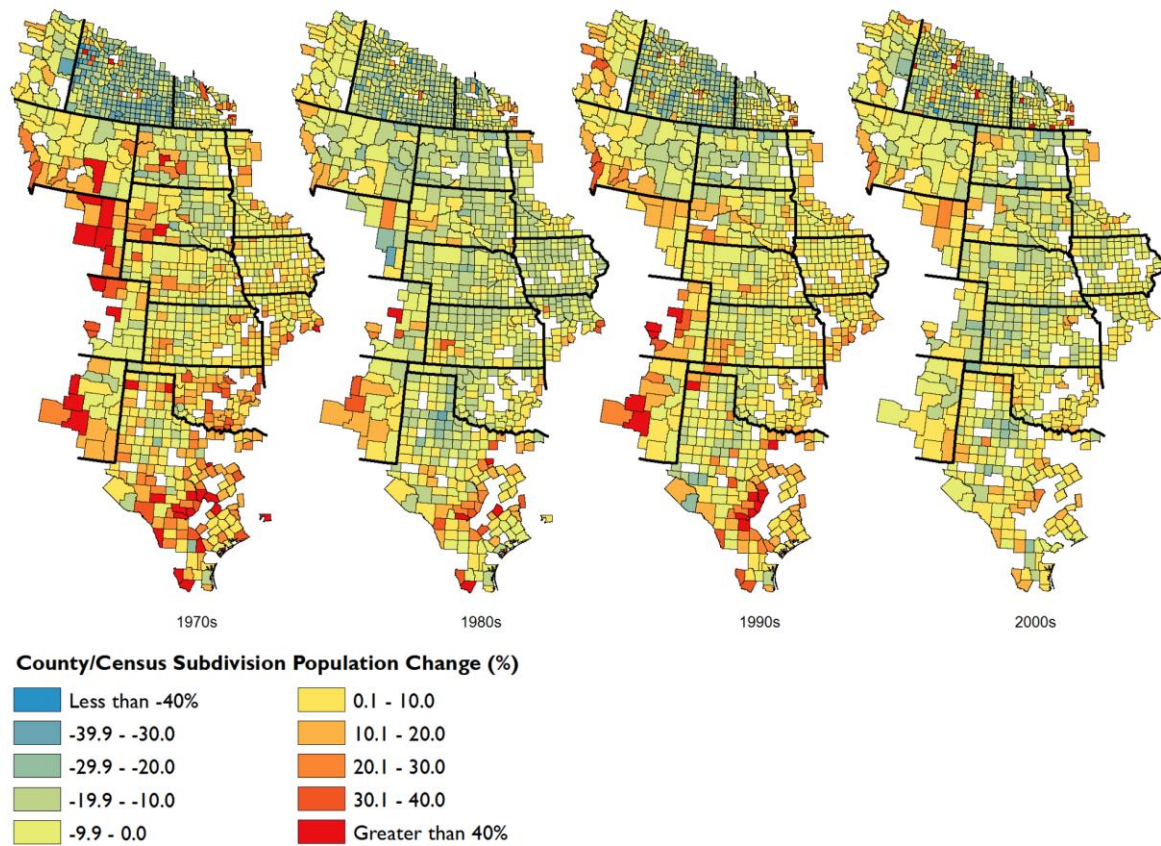 1970s
1980s
1990s
2000s
County/Census Subdivision Population Change (%)
Less than -40%
-39.9 - -30.0
-29.9 - -20.0
-19.9 - -10.0
-9.9 - 0.0
0.1 - 10.0
10.1 - 20.0
20.1 - 30.0
30.1 - 40.0
Greater than 40%